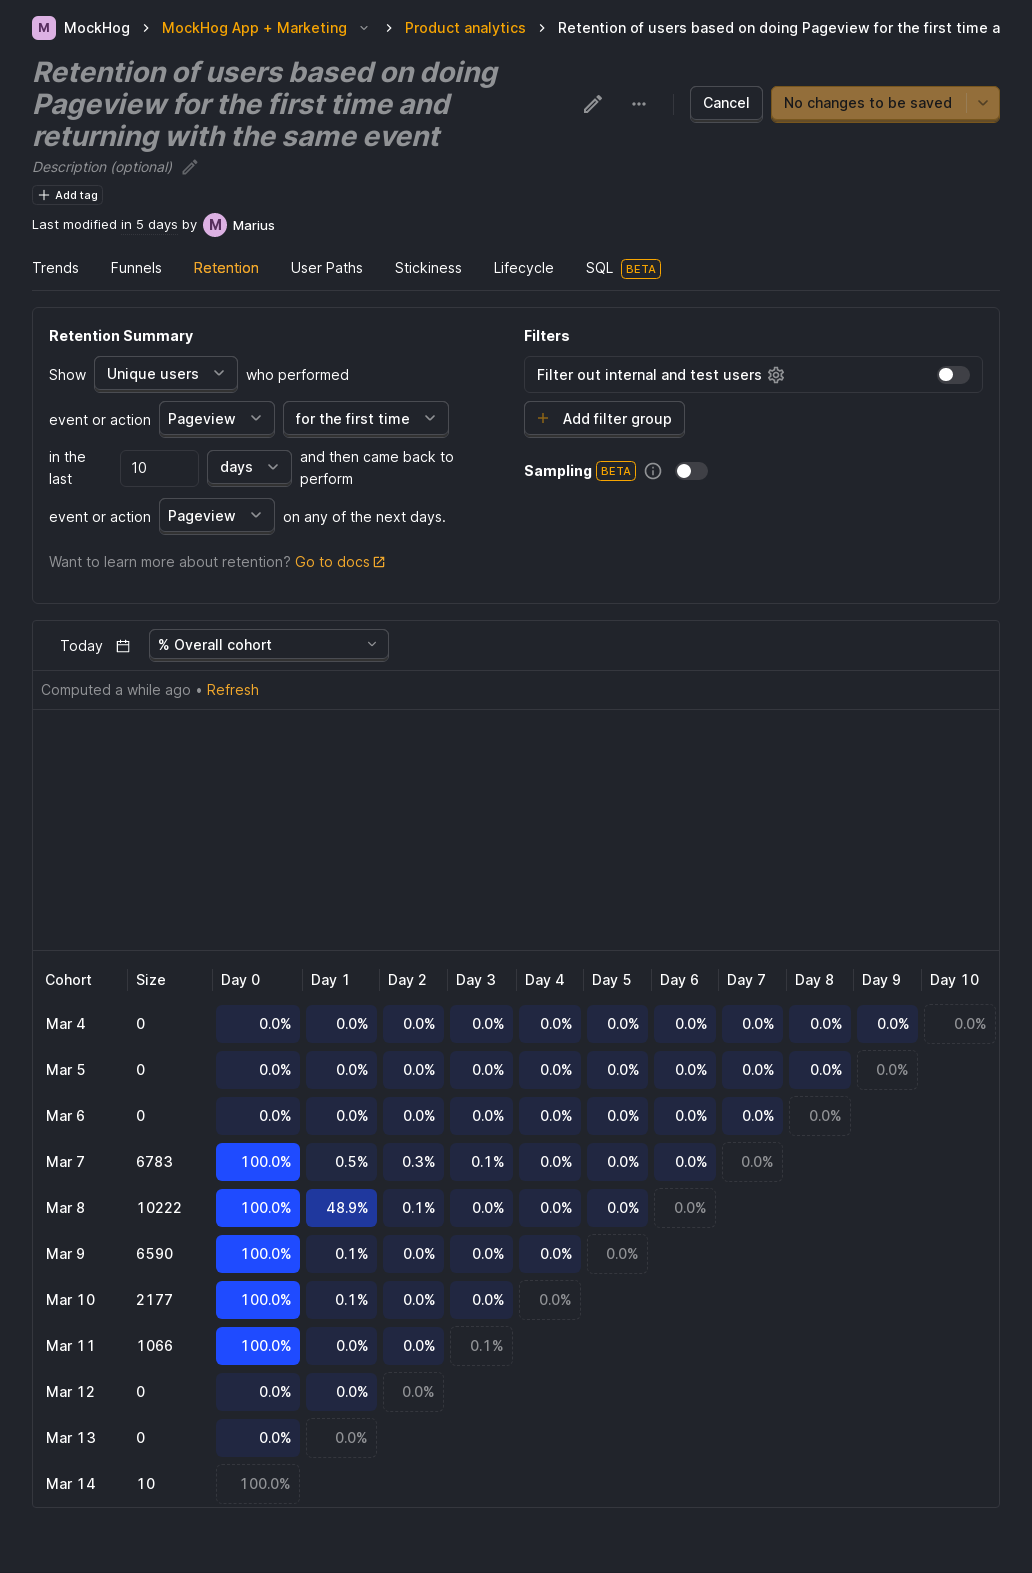 M MockHog > MockHog App + Marketing > Product analytics > Retention of users based on doing Pageview for the first time a
Retention of users based on doing
Pageview for the first time and
returning with the same event
Cancel
No changes to be saved
Description (optional)
+ Add tag
Last modified in 5 days by M Marius
Trends Funnels Retention User Paths Stickiness Lifecycle SQL BETA
Retention Summary
Show Unique users who performed
event or action Pageview for the first time
in the last 10 days and then came back to perform
event or action Pageview on any of the next days.
Want to learn more about retention? Go to docs
Filters
Filter out internal and test users
+ Add filter group
Sampling BETA
Today % Overall cohort
Computed a while ago • Refresh
Cohort Size Day 0 Day 1 Day 2 Day 3 Day 4 Day 5 Day 6 Day 7 Day 8 Day 9 Day 10
Mar 4 0 0.0% 0.0% 0.0% 0.0% 0.0% 0.0% 0.0% 0.0% 0.0% 0.0% 0.0%
Mar 5 0 0.0% 0.0% 0.0% 0.0% 0.0% 0.0% 0.0% 0.0% 0.0% 0.0%
Mar 6 0 0.0% 0.0% 0.0% 0.0% 0.0% 0.0% 0.0% 0.0% 0.0%
Mar 7 6783 100.0% 0.5% 0.3% 0.1% 0.0% 0.0% 0.0% 0.0%
Mar 8 10222 100.0% 48.9% 0.1% 0.0% 0.0% 0.0% 0.0%
Mar 9 6590 100.0% 0.1% 0.0% 0.0% 0.0% 0.0%
Mar 10 2177 100.0% 0.1% 0.0% 0.0% 0.0%
Mar 11 1066 100.0% 0.0% 0.0% 0.1%
Mar 12 0 0.0% 0.0% 0.0%
Mar 13 0 0.0% 0.0%
Mar 14 10 100.0%